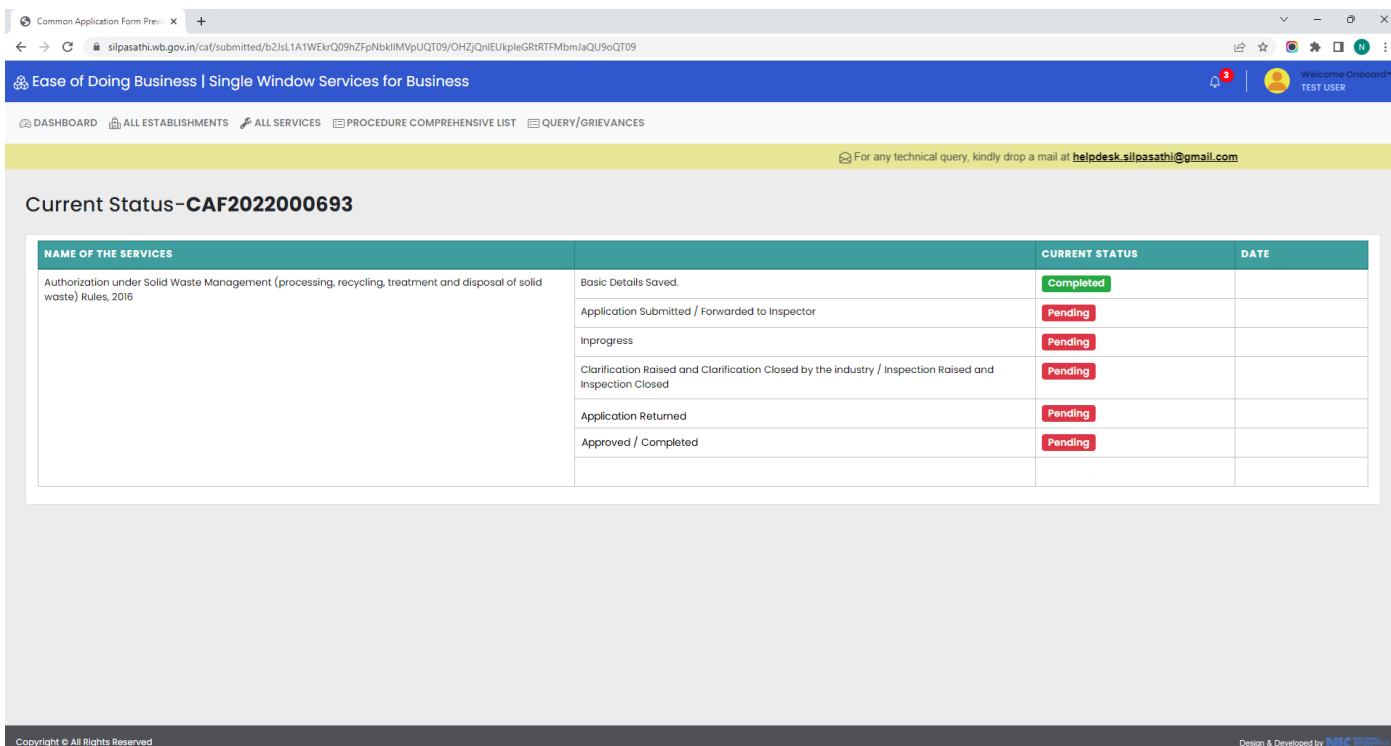 Common Application Form Previ
silpasathi.wb.gov.in/caf/submitted/b2JsL1A1WEkrQ09hZFpNbkllMVpUQT09/OHZjQnlEUkpleGRtRTFMbmJaQU9oQT09
N
Ease of Doing Business | Single Window Services for Business
3
Welcome Onboard
TEST USER
DASHBOARD ALL ESTABLISHMENTS ALL SERVICES PROCEDURE COMPREHENSIVE LIST QUERY/GRIEVANCES
For any technical query, kindly drop a mail at helpdesk.silpasathi@gmail.com
Current Status-CAF2022000693
NAME OF THE SERVICES CURRENT STATUS DATE
Authorization under Solid Waste Management (processing, recycling, treatment and disposal of solid
waste) Rules, 2016
Basic Details Saved. Completed
Application Submitted / Forwarded to Inspector Pending
Inprogress Pending
Clarification Raised and Clarification Closed by the industry / Inspection Raised and
Inspection Closed
Pending
Application Returned Pending
Approved / Completed Pending
Copyright © All Rights Reserved
Design & Developed by NIC